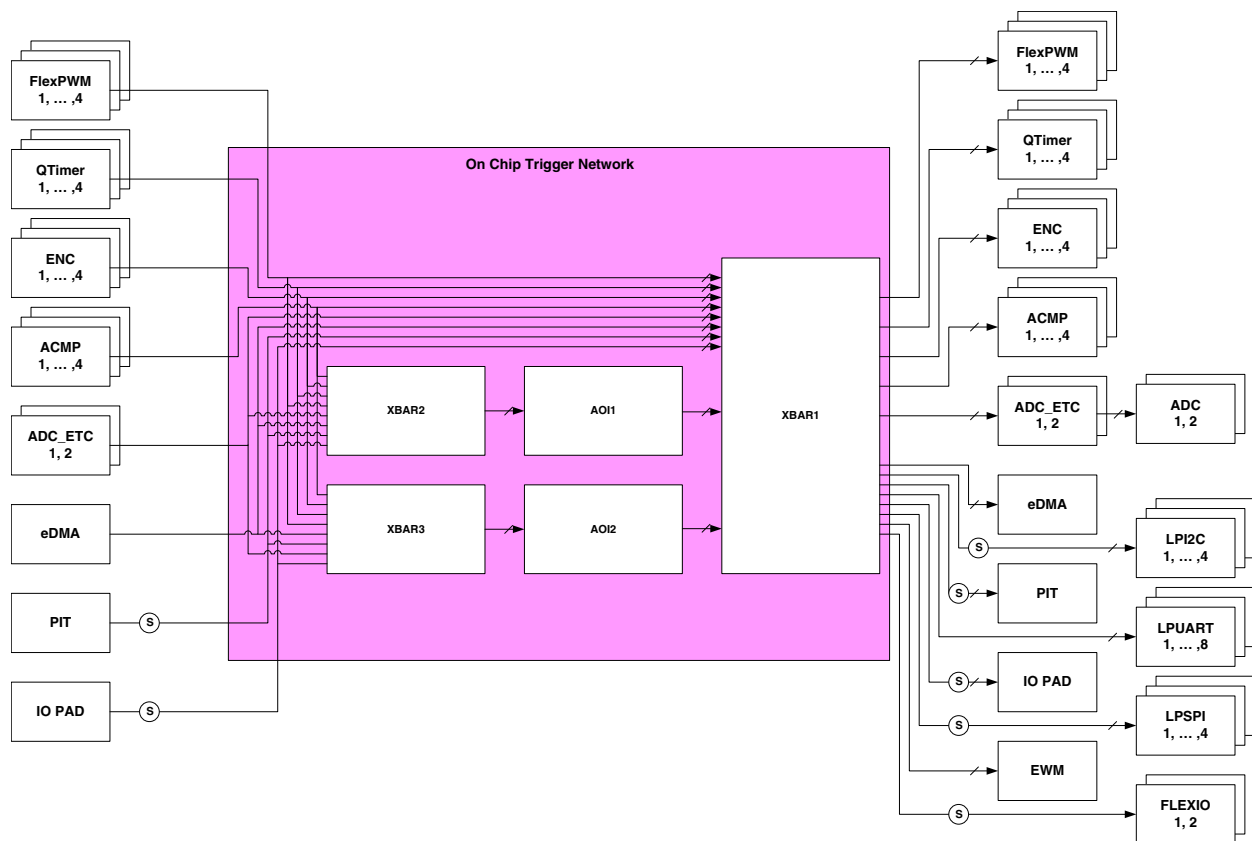 FlexPWM
1, ... ,4
QTimer
1, ... ,4
ENC
1, ... ,4
ACMP
1, ... ,4
ADC_ETC
1, 2
eDMA
PIT
S
IO PAD
S
On Chip Trigger Network
XBAR2
AOI1
XBAR3
AOI2
XBAR1
FlexPWM
1, ... ,4
QTimer
1, ... ,4
ENC
1, ... ,4
ACMP
1, ... ,4
ADC_ETC
1, 2
ADC
1, 2
eDMA
S
LPI2C
1, ... ,4
S
PIT
LPUART
1, ... ,8
S
IO PAD
S
LPSPI
1, ... ,4
EWM
S
FLEXIO
1, 2